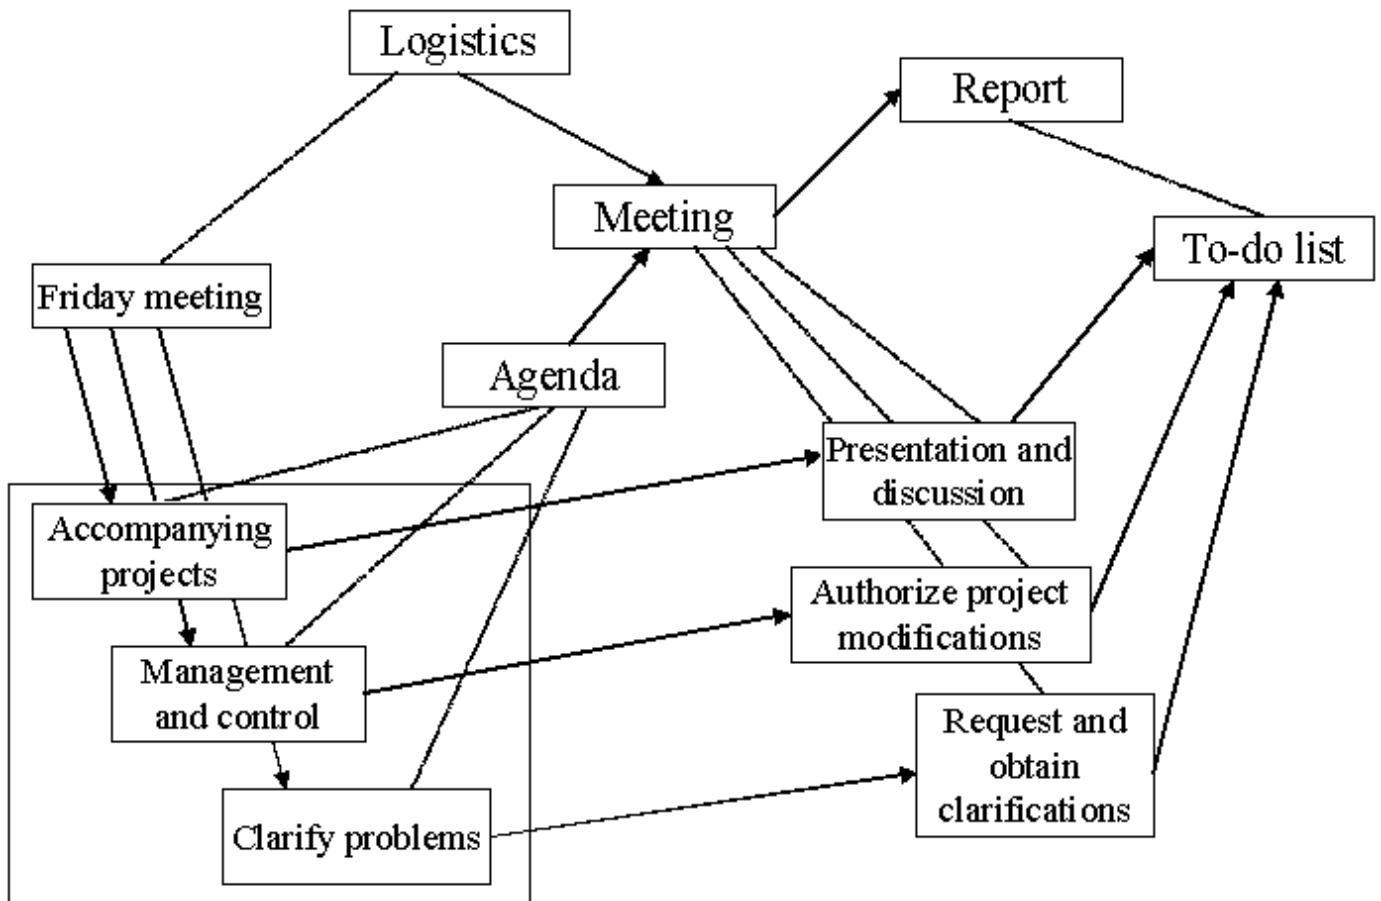 Logistics
Report
Meeting
To-do list
Friday meeting
Agenda
Presentation and
discussion
Accompanying
projects
Authorize project
modifications
Management
and control
Request and
obtain
clarifications
Clarify problems